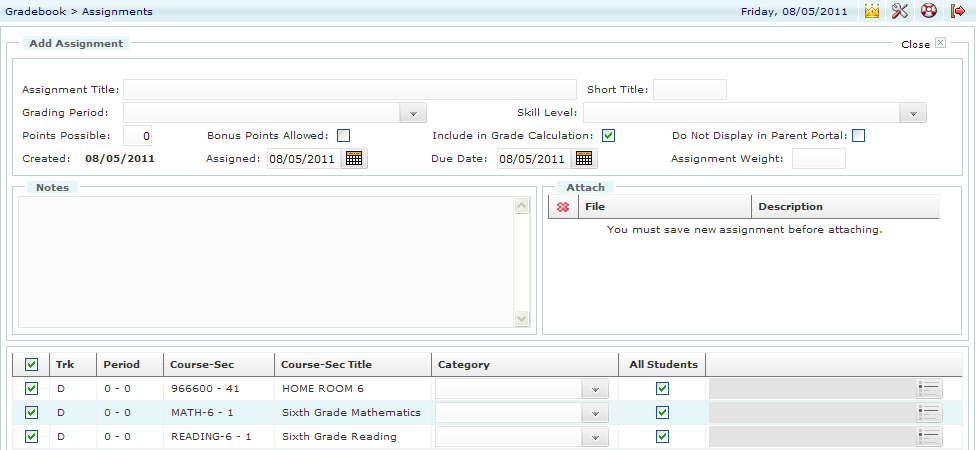 Gradebook > Assignments Friday, 08/05/2011
Add Assignment Close
Assignment Title: Short Title:
Grading Period: Skill Level:
Points Possible: 0 Bonus Points Allowed: Include in Grade Calculation: Do Not Display in Parent Portal:
Created: 08/05/2011 Assigned: 08/05/2011 Due Date: 08/05/2011 Assignment Weight:
Notes Attach
File Description
You must save new assignment before attaching.
Trk Period Course-Sec Course-Sec Title Category All Students
D 0 - 0 966600 - 41 HOME ROOM 6
D 0 - 0 MATH-6 - 1 Sixth Grade Mathematics
D 0 - 0 READING-6 - 1 Sixth Grade Reading